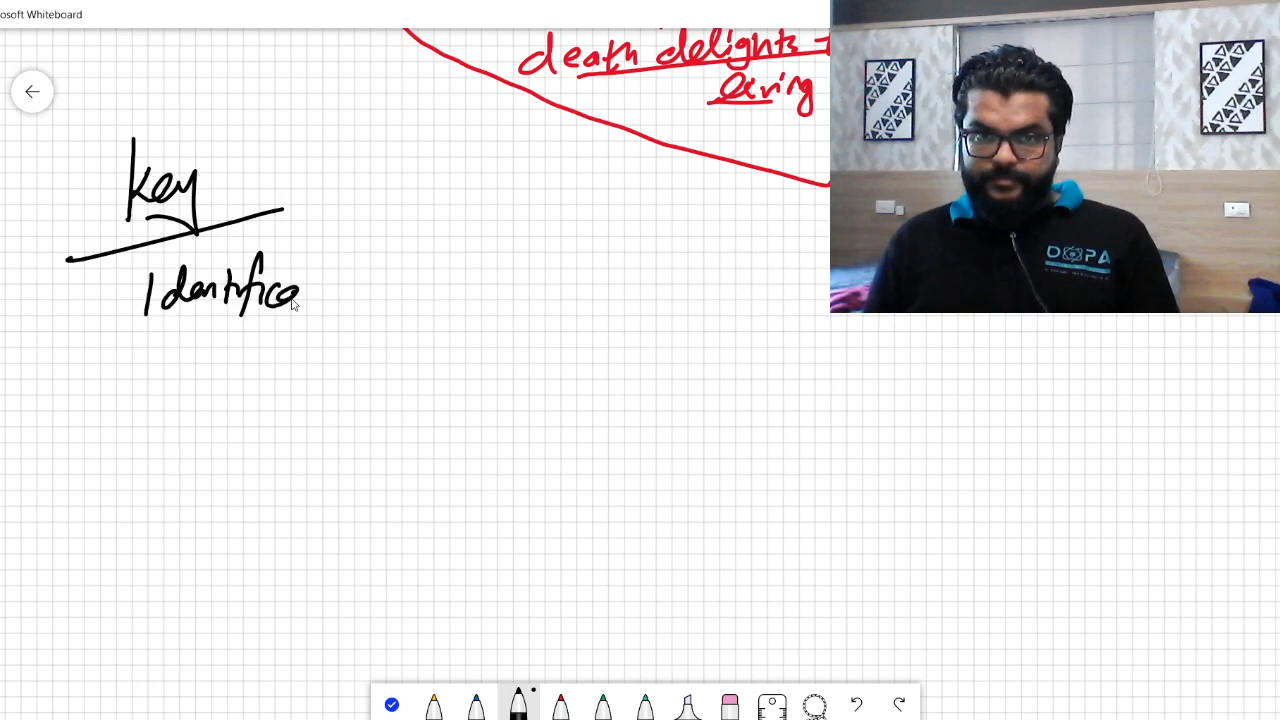 osoft Whiteboard
death delights
living
key
Identifica
DOPA